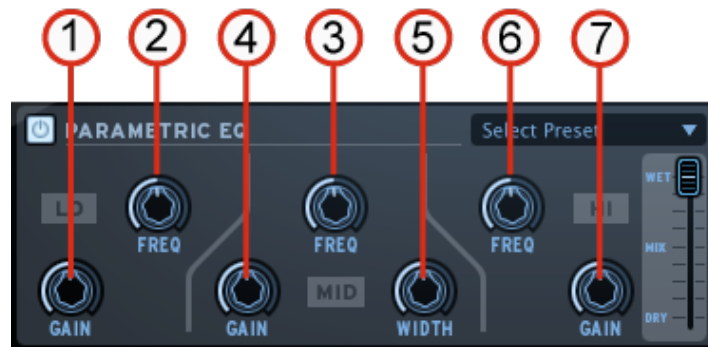 1 2 4 3 5 6 7
PARAMETRIC EQ Select Preset
WET
LO HI
FREQ FREQ FREQ
MIX
MID
GAIN GAIN WIDTH GAIN
DRY